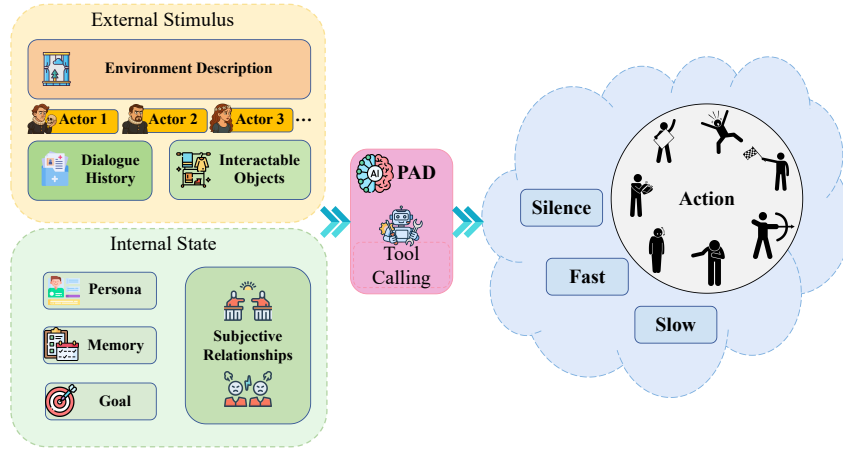 External Stimulus
Environment Description
Actor 1
Actor 2
Actor 3
...
Dialogue
History
Interactable
Objects
Internal State
Persona
Memory
Goal
Subjective
Relationships
AI
PAD
Tool
Calling
Silence
Fast
Slow
Action